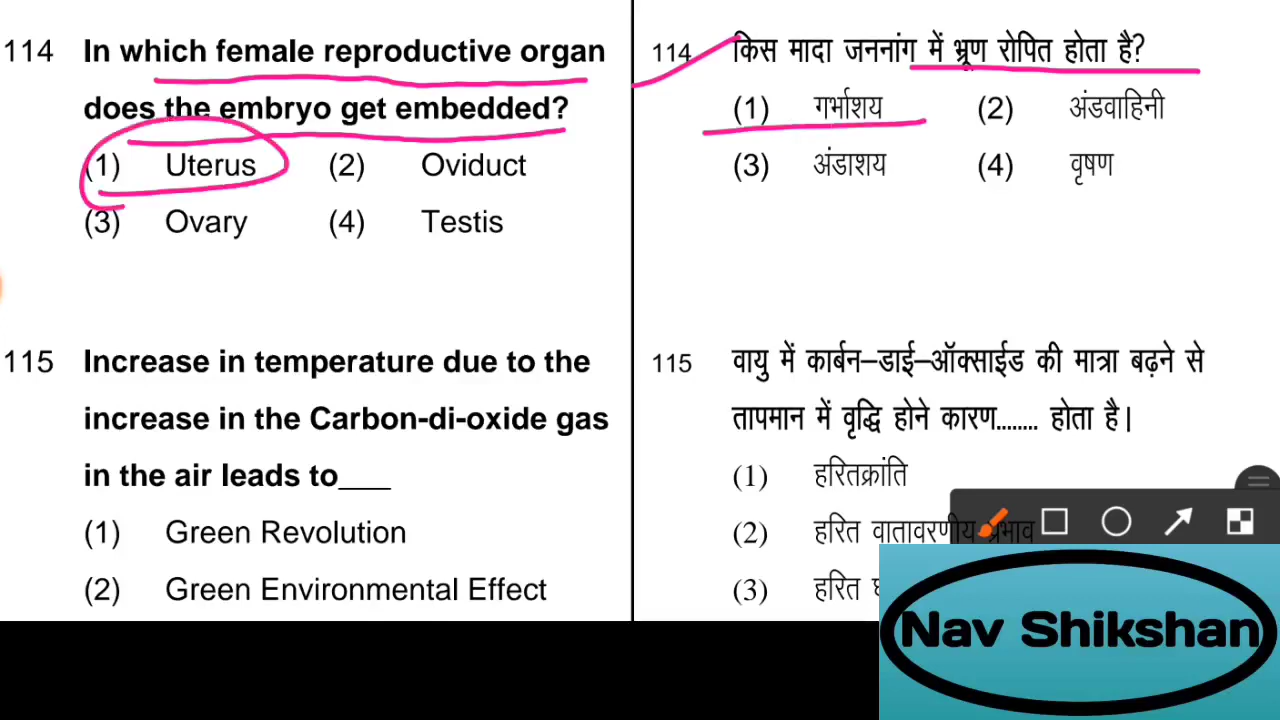 114 In which female reproductive organ
does the embryo get embedded?
(1) Uterus (2) Oviduct
(3) Ovary (4) Testis
115 Increase in temperature due to the
increase in the Carbon-di-oxide gas
in the air leads to___
(1) Green Revolution
(2) Green Environmental Effect
114 किस मादा जननांग में भ्रूण रोपित होता है?
(1) गर्भाशय (2) अंडवाहिनी
(3) अंडाशय (4) वृषण
115 वायु में कार्बन–डाई–ऑक्साईड की मात्रा बढ़ने से
तापमान में वृद्धि होने कारण........ होता है|
(1) हरितक्रांति
(2) हरित वातावरणीय प्रभाव
(3) हरित
Nav Shikshan